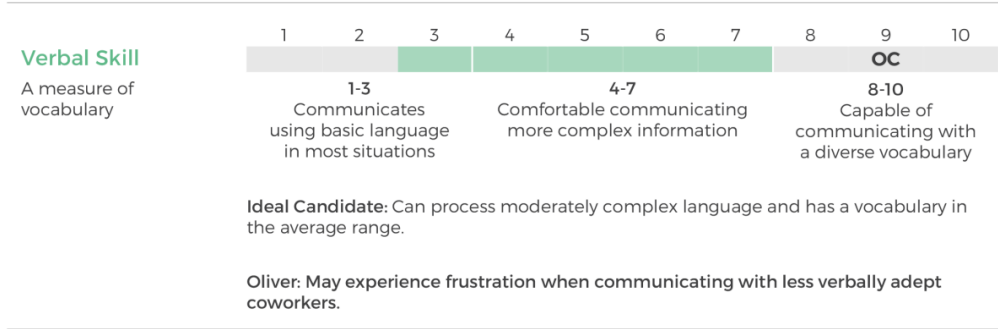 1 2 3 4 5 6 7 8 9 10
Verbal Skill
OC
A measure of
vocabulary
1-3
Communicates
using basic language
in most situations
4-7
Comfortable communicating
more complex information
8-10
Capable of
communicating with
a diverse vocabulary
Ideal Candidate: Can process moderately complex language and has a vocabulary in
the average range.
Oliver: May experience frustration when communicating with less verbally adept
coworkers.